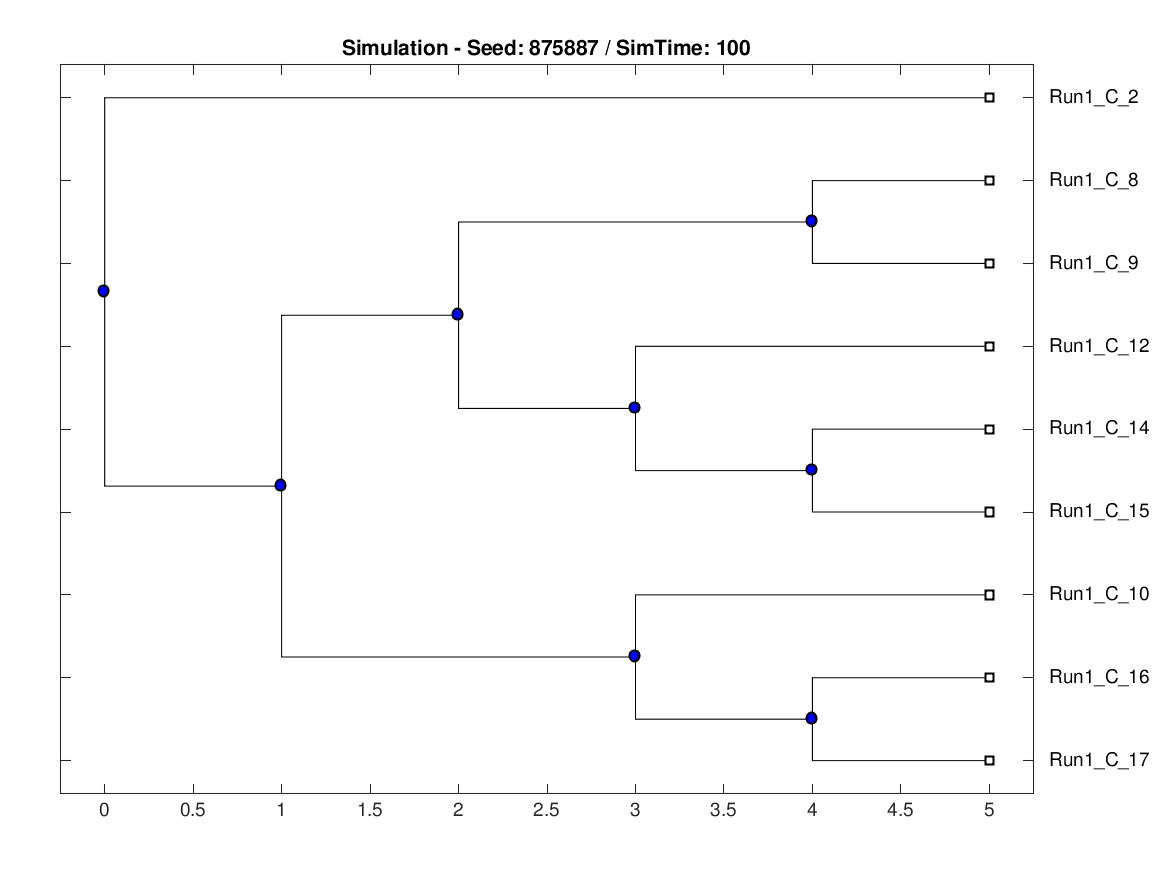 Simulation - Seed: 875887 / SimTime: 100
Run1_C_2
Run1_C_8
Run1_C_9
Run1_C_12
Run1_C_14
Run1_C_15
Run1_C_10
Run1_C_16
Run1_C_17
0 0.5 1 1.5 2 2.5 3 3.5 4 4.5 5